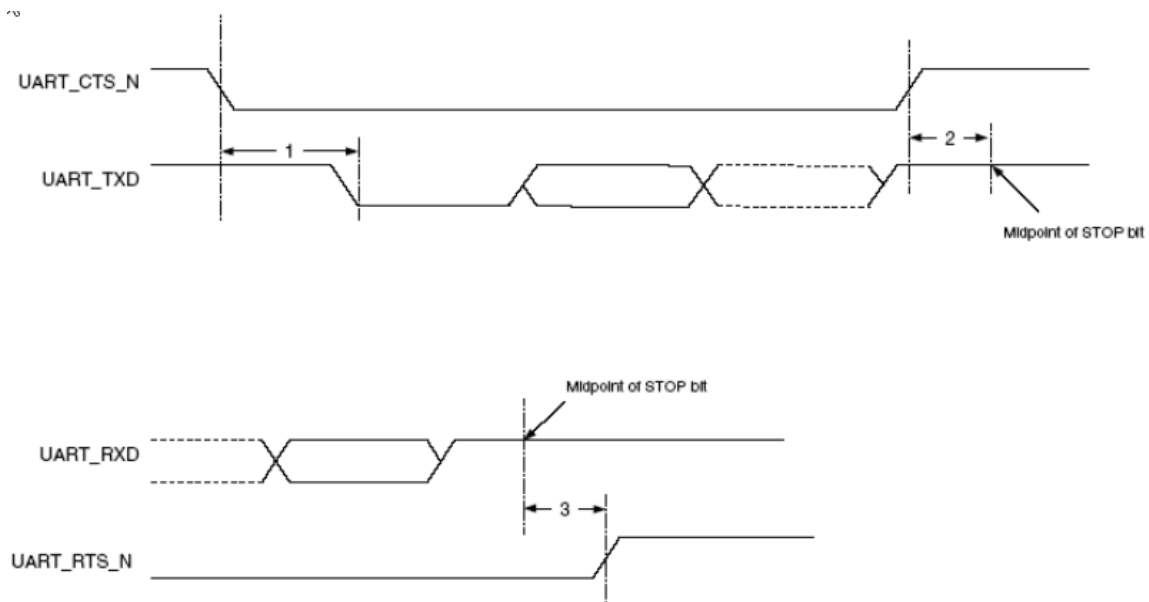 UART_CTS_N
1
2
UART_TXD
Midpoint of STOP bit
Midpoint of STOP bit
UART_RXD
3
UART_RTS_N